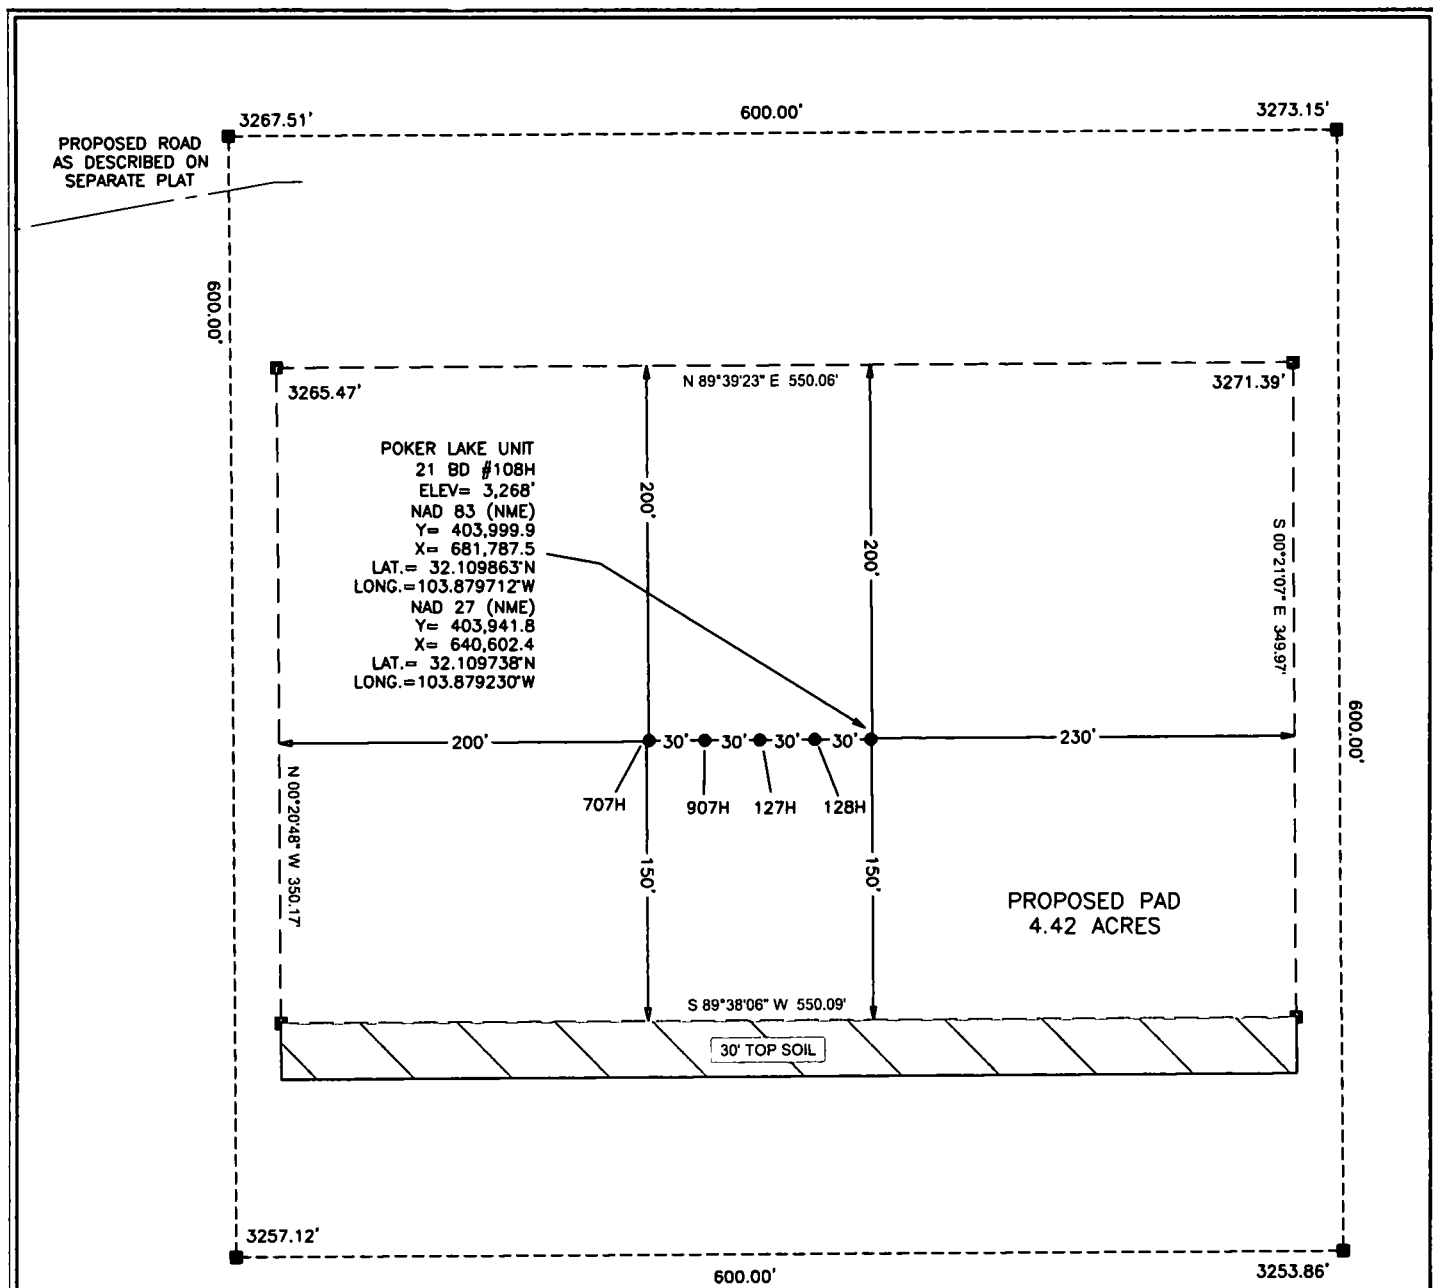 600.00'
3267.51'
3273.15'
PROPOSED ROAD
AS DESCRIBED ON
SEPARATE PLAT
600.00'
N 89°39'23" E 550.06'
3265.47'
3271.39'
POKER LAKE UNIT
21 BD #108H
ELEV= 3,268'
NAD 83 (NME)
Y= 403,999.9
X= 681,787.5
LAT.= 32.109863°N
LONG.=103.879712°W
NAD 27 (NME)
Y= 403,941.8
X= 640,602.4
LAT.= 32.109738°N
LONG.=103.879230°W
200'
200'
S 00°21'07" E 349.97'
600.00'
200'
30'
30'
30'
30'
230'
707H
907H
127H
128H
N 00°20'48" W 350.17'
150'
150'
PROPOSED PAD
4.42 ACRES
S 89°38'06" W 550.09'
30' TOP SOIL
3257.12'
600.00'
3253.86'